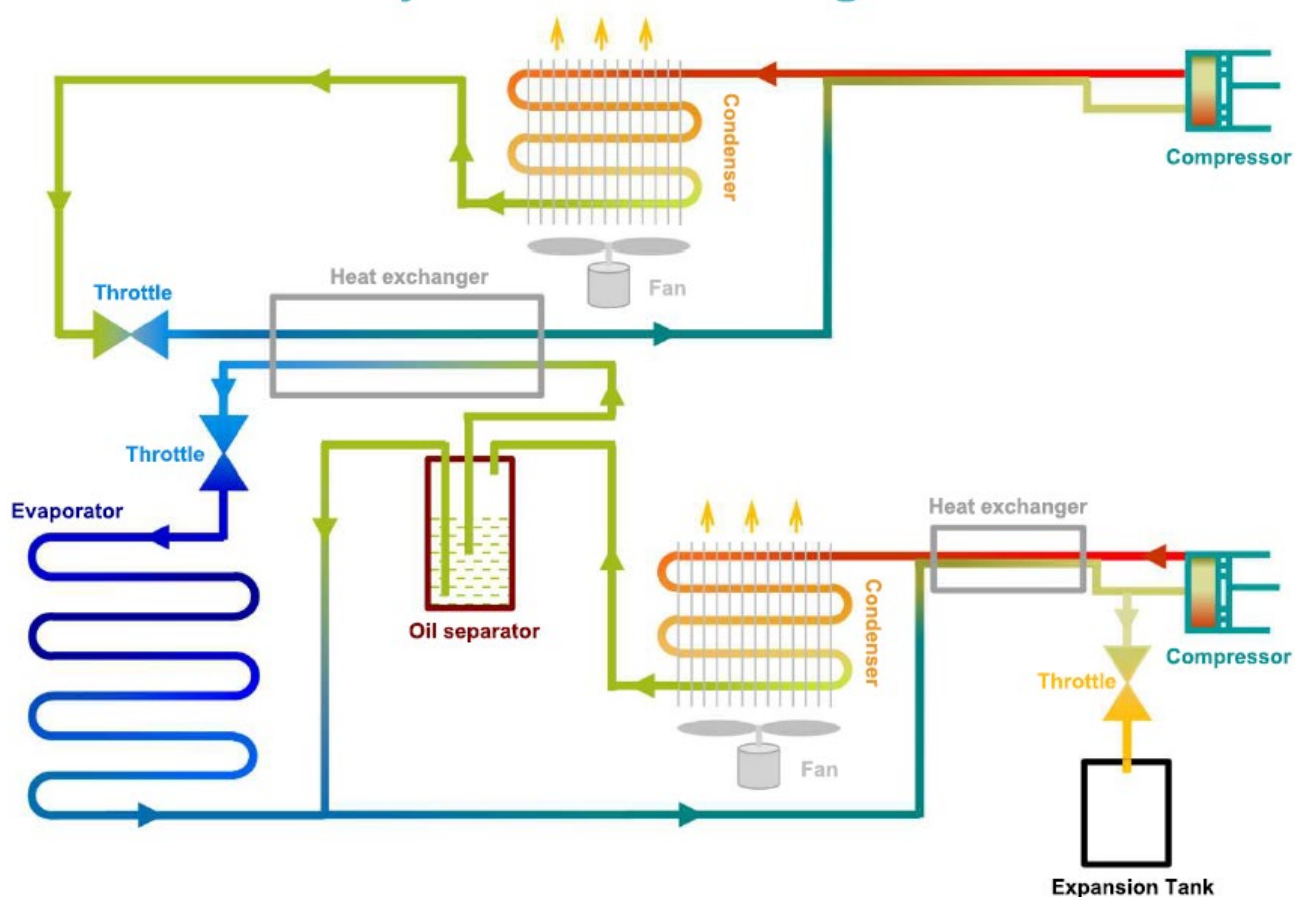 Condenser
Compressor
Heat exchanger
Fan
Throttle
Throttle
Evaporator
Heat exchanger
Oil separator
Condenser
Compressor
Throttle
Fan
Expansion Tank